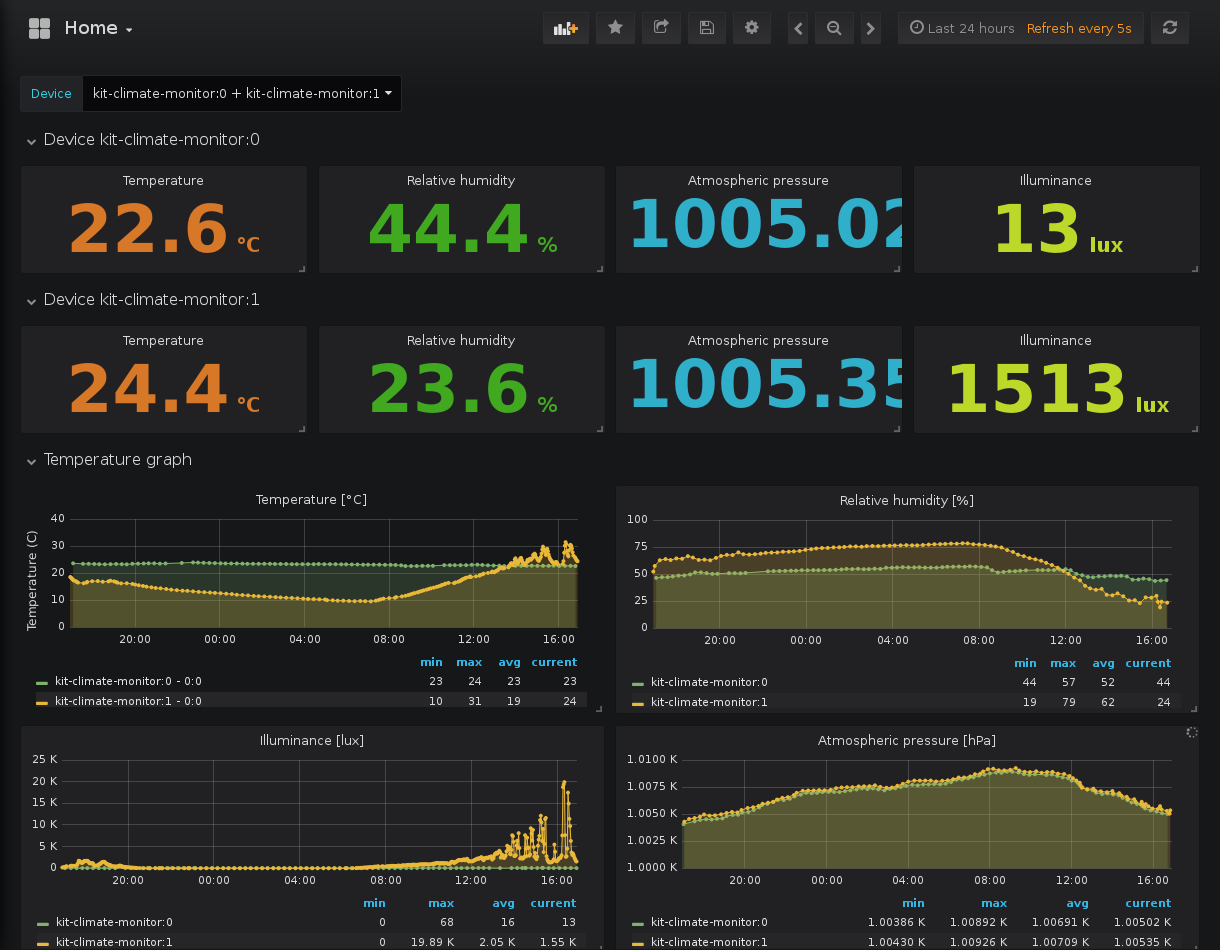 Home
Last 24 hours Refresh every 5s
Device kit-climate-monitor:0 + kit-climate-monitor:1
Device kit-climate-monitor:0
Temperature Relative humidity Atmospheric pressure Illuminance
22.6 °C 44.4 % 1005.02 13 lux
Device kit-climate-monitor:1
Temperature Relative humidity Atmospheric pressure Illuminance
24.4 °C 23.6 % 1005.35 1513 lux
Temperature graph
Temperature [°C]
Temperature (C)
40
30
20
10
0
20:00 00:00 04:00 08:00 12:00 16:00
min max avg current
kit-climate-monitor:0 - 0:0 23 24 23 23
kit-climate-monitor:1 - 0:0 10 31 19 24
Relative humidity [%]
100
75
50
25
0
20:00 00:00 04:00 08:00 12:00 16:00
min max avg current
kit-climate-monitor:0 44 57 52 44
kit-climate-monitor:1 19 79 62 24
Illuminance [lux]
25 K
20 K
15 K
10 K
5 K
0
20:00 00:00 04:00 08:00 12:00 16:00
min max avg current
kit-climate-monitor:0 0 68 16 13
kit-climate-monitor:1 0 19.89 K 2.05 K 1.55 K
Atmospheric pressure [hPa]
1.0100 K
1.0075 K
1.0050 K
1.0025 K
1.0000 K
20:00 00:00 04:00 08:00 12:00 16:00
min max avg current
kit-climate-monitor:0 1.00386 K 1.00892 K 1.00691 K 1.00502 K
kit-climate-monitor:1 1.00430 K 1.00926 K 1.00709 K 1.00535 K